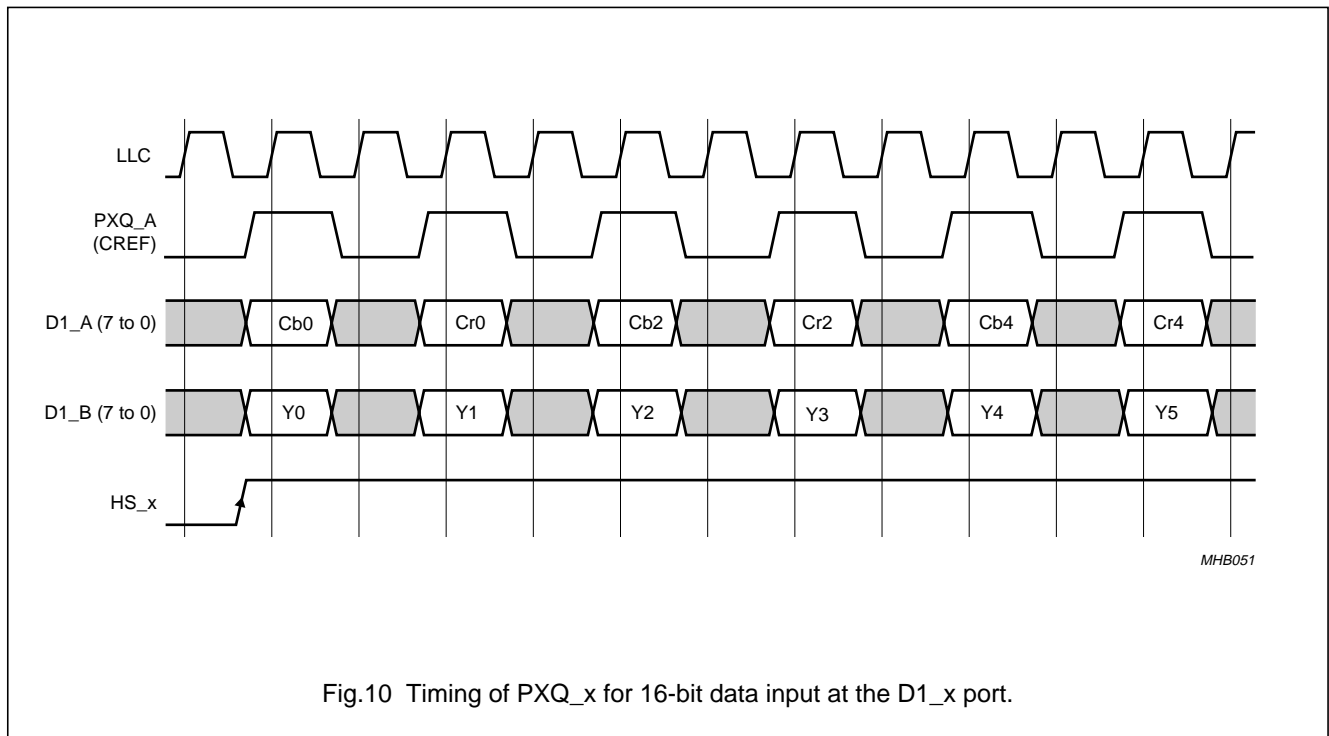 LLC
PXQ_A
(CREF)
D1_A (7 to 0)
Cb0
Cr0
Cb2
Cr2
Cb4
Cr4
D1_B (7 to 0)
Y0
Y1
Y2
Y3
Y4
Y5
HS_x
MHB051
Fig.10 Timing of PXQ_x for 16-bit data input at the D1_x port.